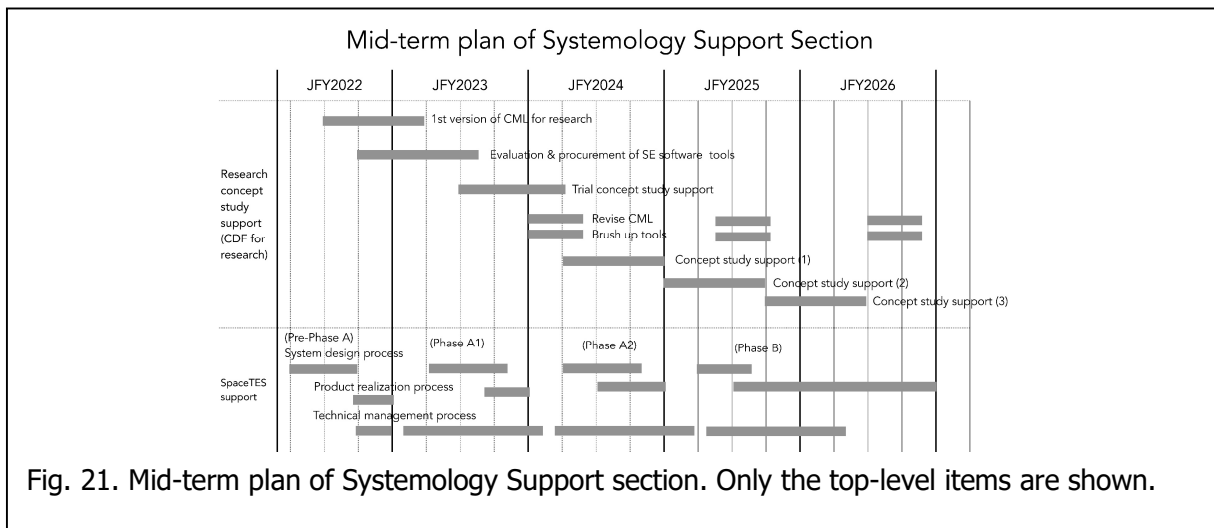 Mid-term plan of Systemology Support Section
JFY2022 JFY2023 JFY2024 JFY2025 JFY2026
1st version of CML for research
Evaluation & procurement of SE software tools
Research
concept
study
support
(CDF for
research)
Trial concept study support
Revise CML
Brush up tools
Concept study support (1)
Concept study support (2)
Concept study support (3)
(Pre-Phase A) (Phase A1) (Phase A2) (Phase B)
System design process
SpaceTES
support
Product realization process
Technical management process
Fig. 21. Mid-term plan of Systemology Support section. Only the top-level items are shown.